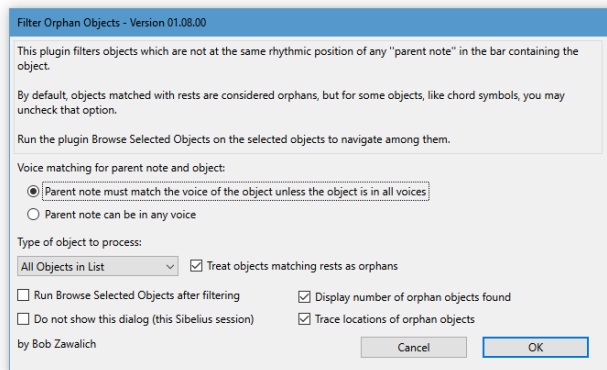 Filter Orphan Objects - Version 01.08.00
This plugin filters objects which are not at the same rhythmic position of any "parent note" in the bar containing the
object.
By default, objects matched with rests are considered orphans, but for some objects, like chord symbols, you may
uncheck that option.
Run the plugin Browse Selected Objects on the selected objects to navigate among them.
Voice matching for parent note and object:
Parent note must match the voice of the object unless the object is in all voices
Parent note can be in any voice
Type of object to process:
All Objects in List
Treat objects matching rests as orphans
Run Browse Selected Objects after filtering
Display number of orphan objects found
Do not show this dialog (this Sibelius session)
Trace locations of orphan objects
by Bob Zawalich
Cancel
OK